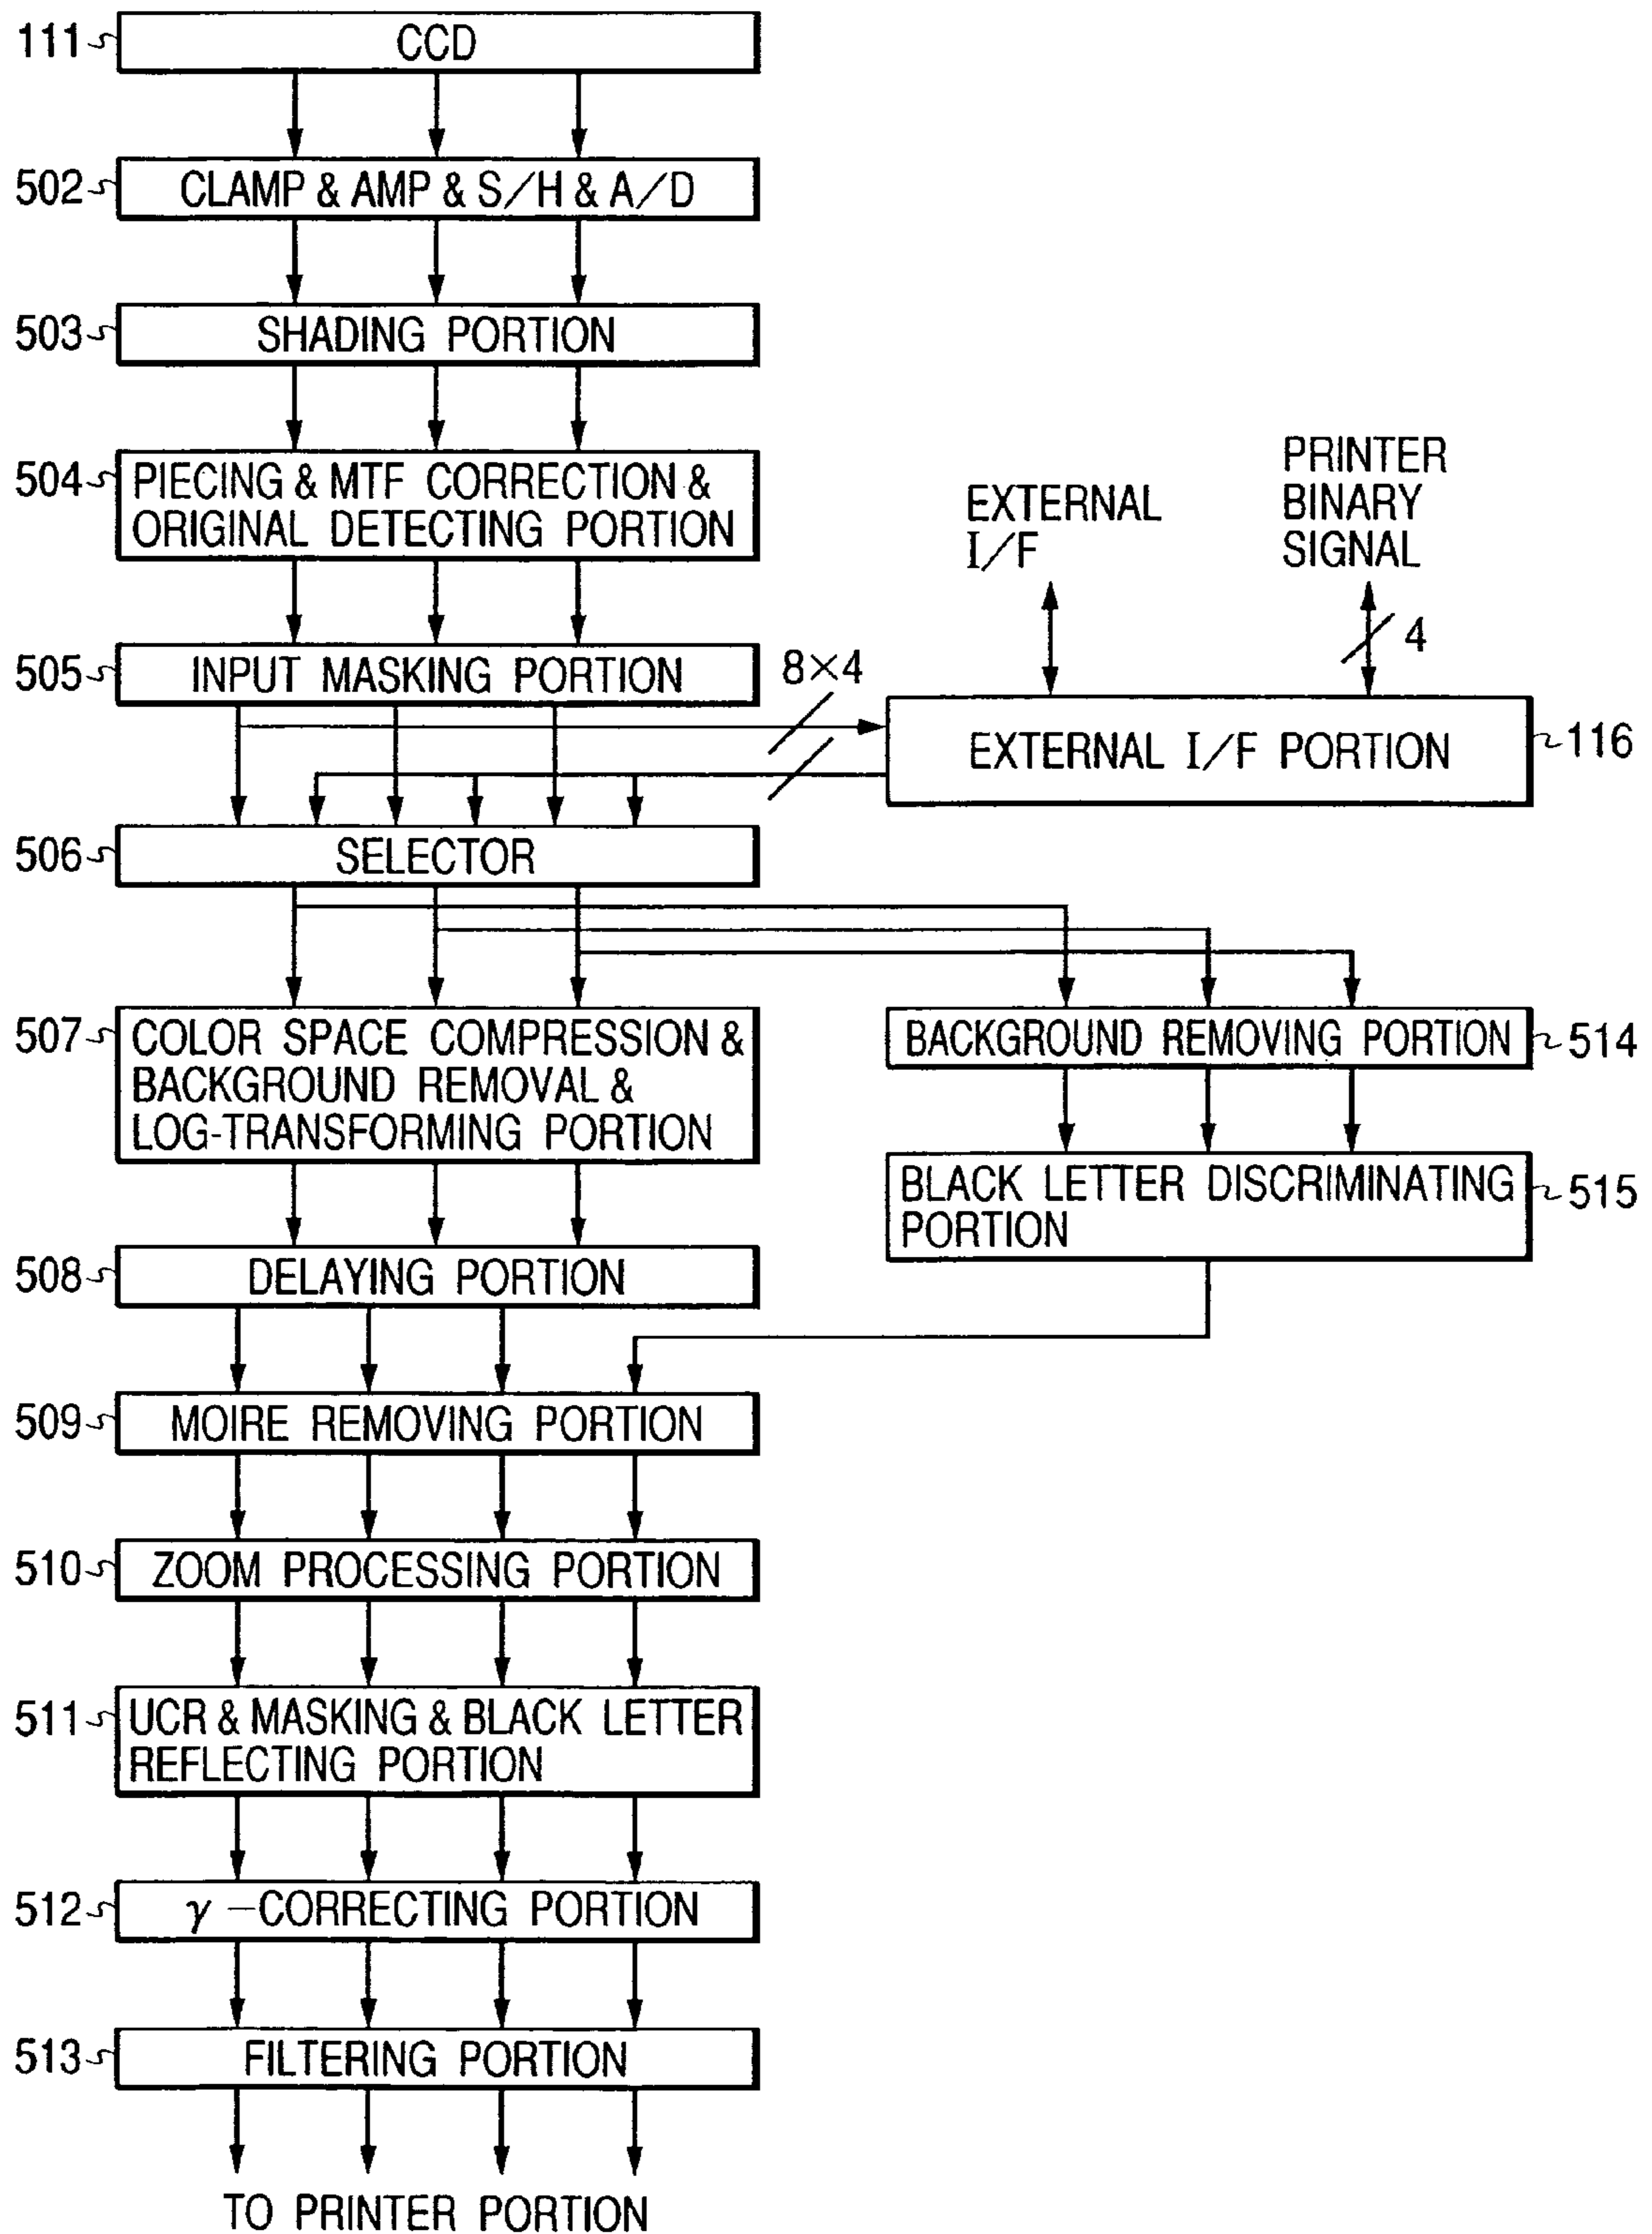 111
CCD
502
CLAMP & AMP & S/H & A/D
503
SHADING PORTION
504
PIECING & MTF CORRECTION &
ORIGINAL DETECTING PORTION
EXTERNAL
I/F
PRINTER
BINARY
SIGNAL
4
505
INPUT MASKING PORTION
8×4
EXTERNAL I/F PORTION
116
506
SELECTOR
507
COLOR SPACE COMPRESSION &
BACKGROUND REMOVAL &
LOG-TRANSFORMING PORTION
BACKGROUND REMOVING PORTION
514
BLACK LETTER DISCRIMINATING
PORTION
515
508
DELAYING PORTION
509
MOIRE REMOVING PORTION
510
ZOOM PROCESSING PORTION
511
UCR & MASKING & BLACK LETTER
REFLECTING PORTION
512
γ-CORRECTING PORTION
513
FILTERING PORTION
TO PRINTER PORTION